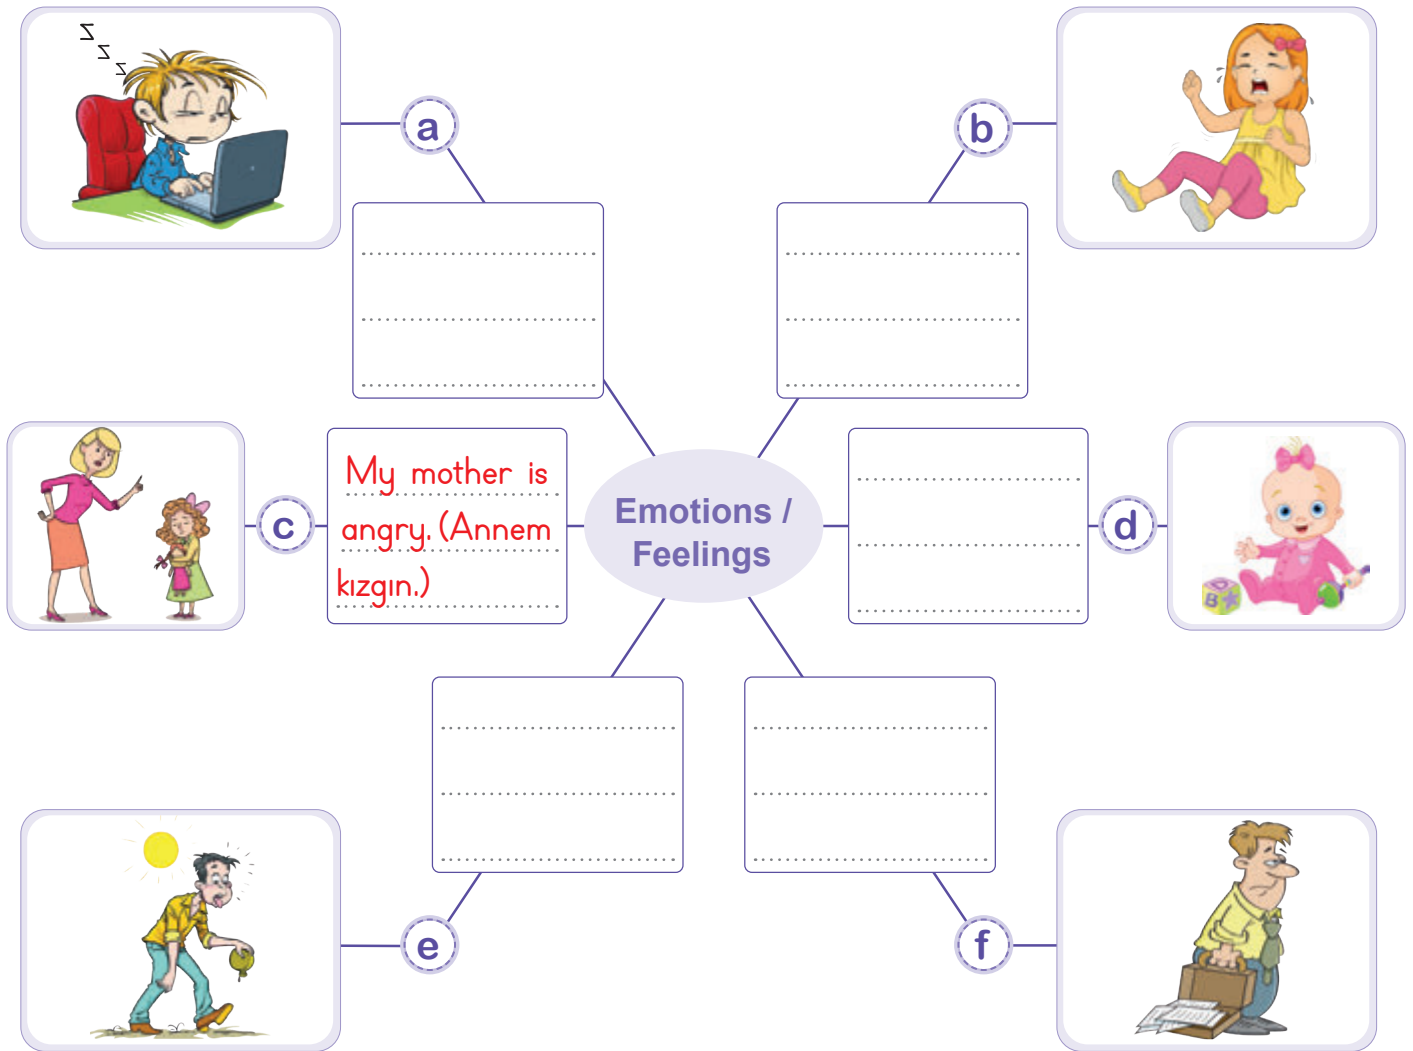 Z
Z
Z
a
b
My mother is
angry. (Annem
kızgın.)
c
Emotions /
Feelings
d
B
e
f